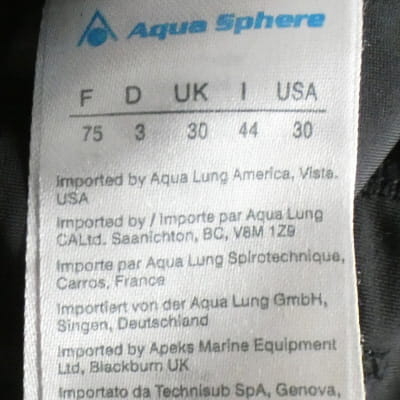 Aqua Sphere
F D UK I USA
75 3 30 44 30
Imported by Aqua Lung America, Vista.
USA
Imported by / Importe par Aqua Lung
CALtd. Saanichton, BC, V8M 1Z9
Importe par Aqua Lung Spirotechnique,
Carros, France
Importiert von der Aqua Lung GmbH,
Singen, Deutschland
Imported by Apeks Marine Equipment
Ltd, Blackburn UK
Importato da Technisub SpA, Genova,